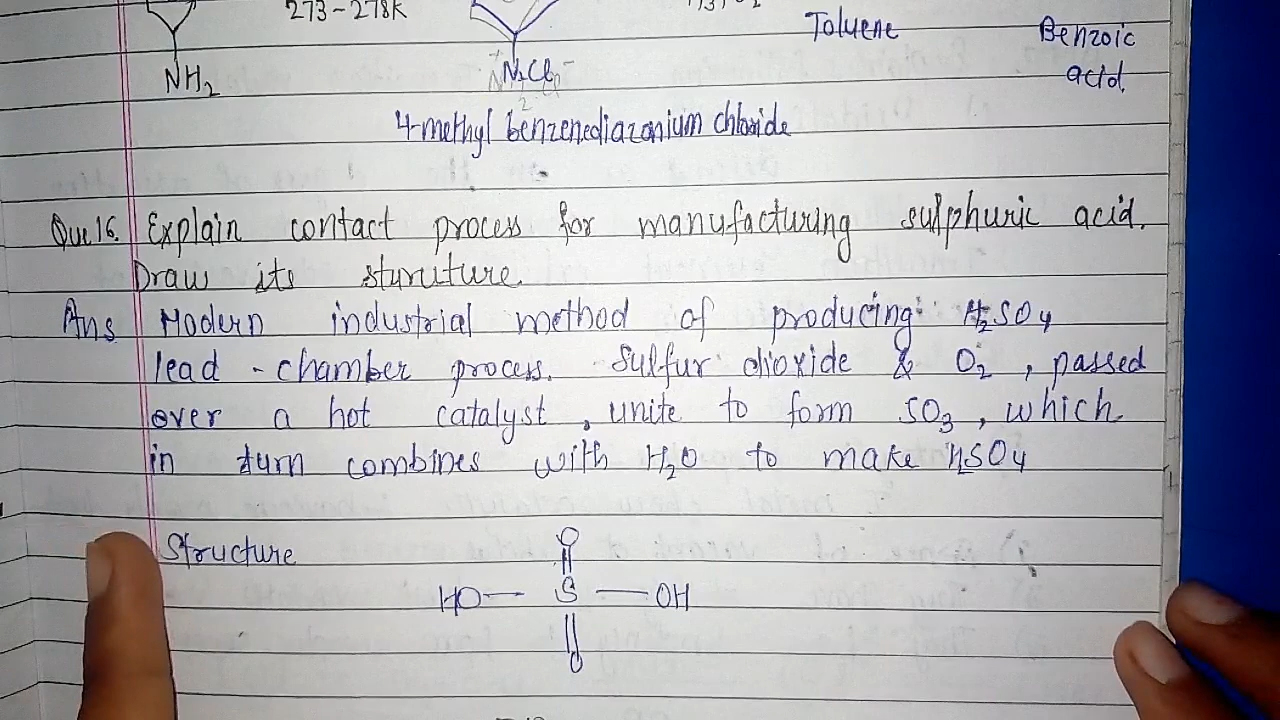 273-278K
Toluene
Benzoic
acid
NH2
N2Cl-
4-methyl benzenediazonium chloride
Que16. Explain contact process for manufacturing sulphuric acid.
Draw its sturuture.
Ans Modern industrial method of producing H2SO4
lead-chamber process. Sulfur dioxide & O2, passed
over a hot catalyst, unite to form SO3, which
in turn combines with H2O to make H2SO4
Structure
O
HO — S — OH
O